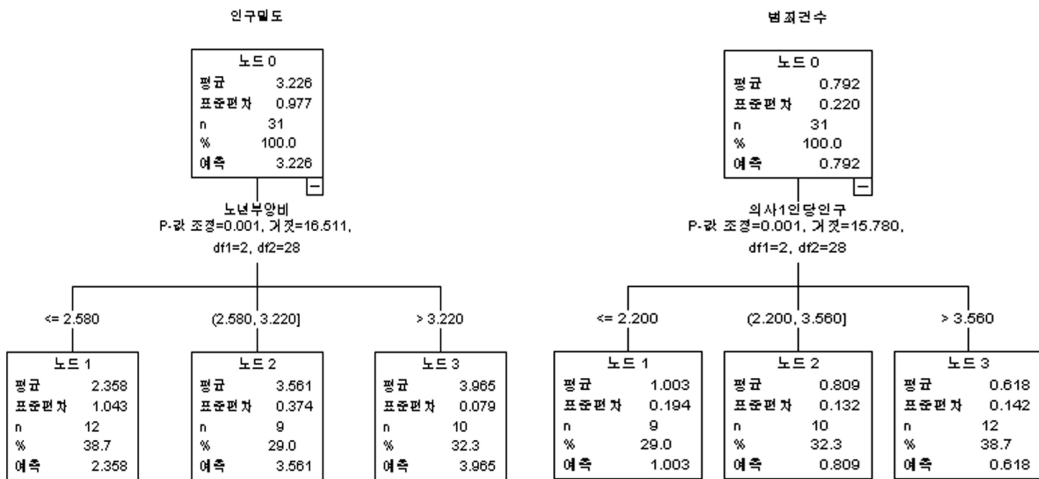 인구밀도
노드 0
평균 3.226
표준편차 0.977
n 31
% 100.0
예측 3.226
노년부양비
P-값 조정=0.001, 거짓=16.511,
df1=2, df2=28
<= 2.580
(2.580, 3.220]
> 3.220
노드 1
평균 2.358
표준편차 1.043
n 12
% 38.7
예측 2.358
노드 2
평균 3.561
표준편차 0.374
n 9
% 29.0
예측 3.561
노드 3
평균 3.965
표준편차 0.079
n 10
% 32.3
예측 3.965
범죄건수
노드 0
평균 0.792
표준편차 0.220
n 31
% 100.0
예측 0.792
의사1인당인구
P-값 조정=0.001, 거짓=15.780,
df1=2, df2=28
<= 2.200
(2.200, 3.560]
> 3.560
노드 1
평균 1.003
표준편차 0.194
n 9
% 29.0
예측 1.003
노드 2
평균 0.809
표준편차 0.132
n 10
% 32.3
예측 0.809
노드 3
평균 0.618
표준편차 0.142
n 12
% 38.7
예측 0.618